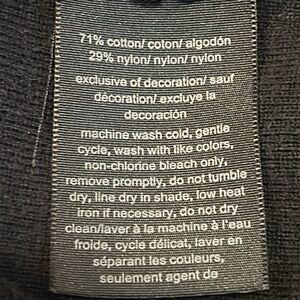 71% cotton/ coton/ algodón
29% nylon/ nylon/ nylon
exclusive of decoration/ sauf
décoration/ excluye la
decoración
machine wash cold, gentle
cycle, wash with like colors,
non-chlorine bleach only,
remove promptly, do not tumble
dry, line dry in shade, low heat
iron if necessary, do not dry
clean/laver à la machine à l'eau
froide, cycle délicat, laver en
séparant les couleurs,
seulement agent de